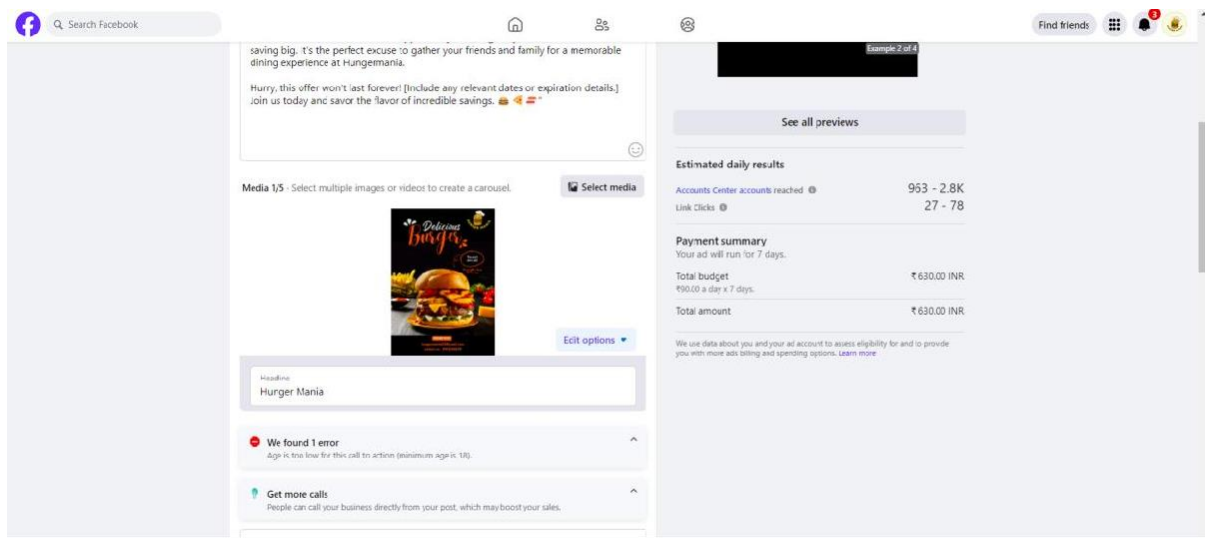 Search Facebook
Find friends
3
saving big. It's the perfect excuse to gather your friends and family for a memorable
dining experience at Hungermania.
Hurry, this offer won't last forever! [Include any relevant dates or expiration details.]
Join us today and savor the flavor of incredible savings. 🍔 🍕 🥓"
Media 1/5 · Select multiple images or videos to create a carousel.
Select media
Delicious
Burger
Edit options
Headline
Hunger Mania
We found 1 error
Age is too low for this call to action (minimum age is 18).
Get more calls
People can call your business directly from your post, which may boost your sales.
Example 2 of 4
See all previews
Estimated daily results
Accounts Center accounts reached
963 - 2.8K
Link Clicks
27 - 78
Payment summary
Your ad will run for 7 days.
Total budget
₹630.00 INR
₹90.00 a day x 7 days.
Total amount
₹630.00 INR
We use data about you and your ad account to assess eligibility for and to provide
you with more ads billing and spending options. Learn more